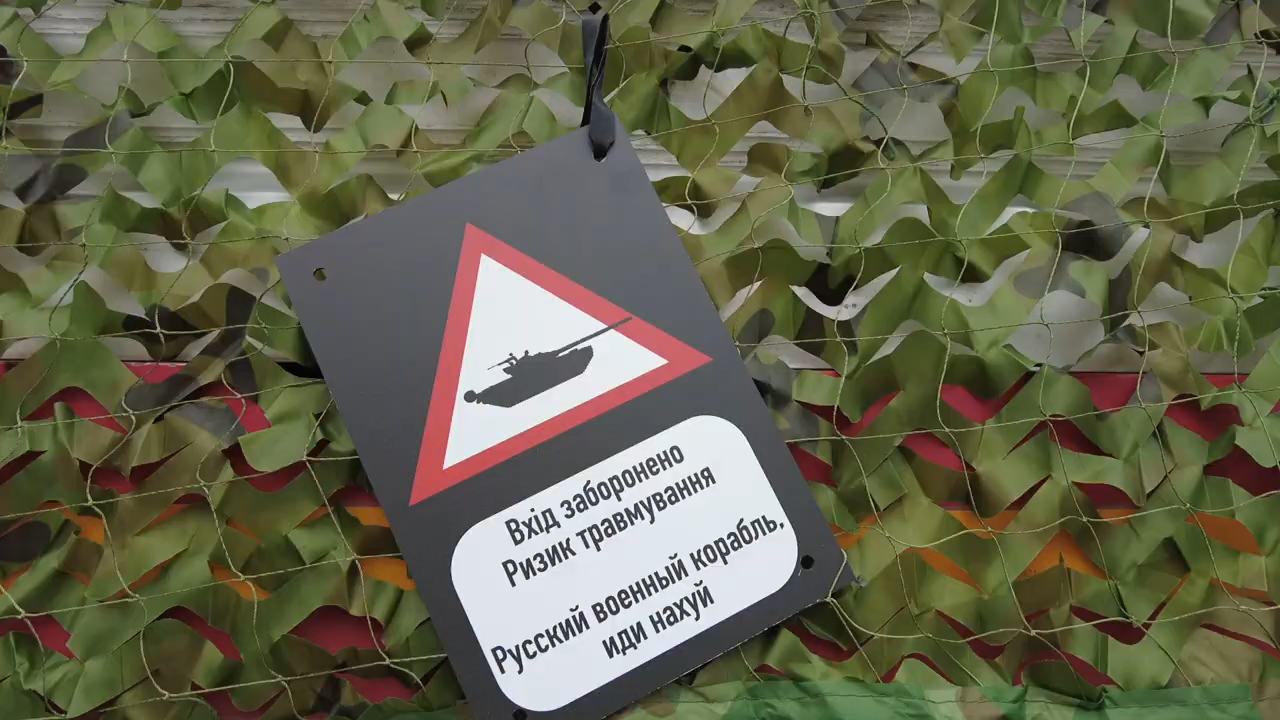 Вхід заборонено
Ризик травмування
Русский военный корабль,
иди нахуй